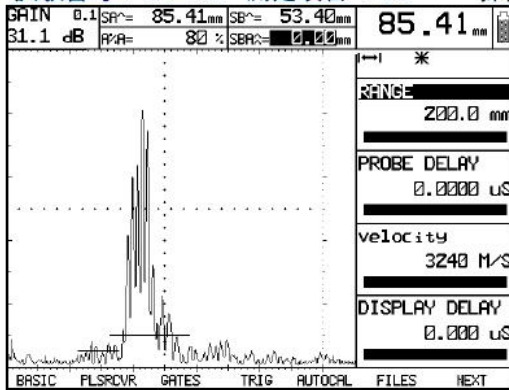 GAIN 0.1
31.1 dB
SA^= 85.41mm
SB^= 53.40mm
A%A= 80 %
SBA^= 0.00mm
85.41mm
RANGE
200.0 mm
PROBE DELAY
0.0000 uS
velocity
3240 M/S
DISPLAY DELAY
0.000 uS
BASIC PLSRCVR GATES TRIG AUTOCAL FILES NEXT